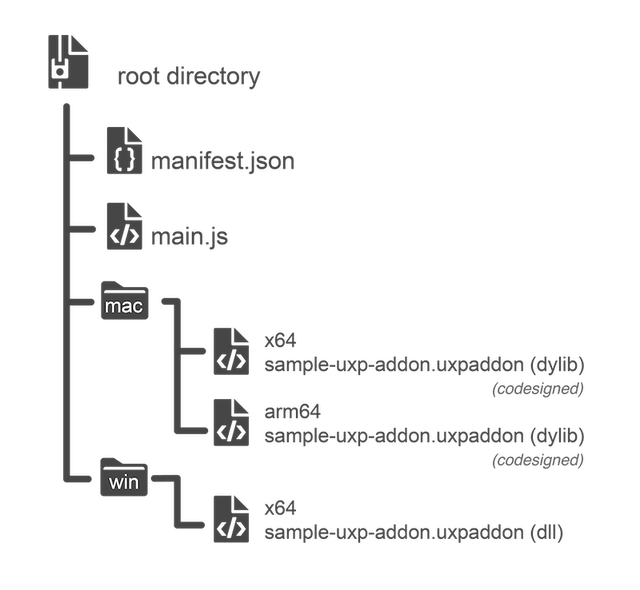 root directory
{}
manifest.json
</>
main.js
mac
</>
x64
sample-uxp-addon.uxpaddon (dylib)
(codesigned)
</>
arm64
sample-uxp-addon.uxpaddon (dylib)
(codesigned)
win
</>
x64
sample-uxp-addon.uxpaddon (dll)